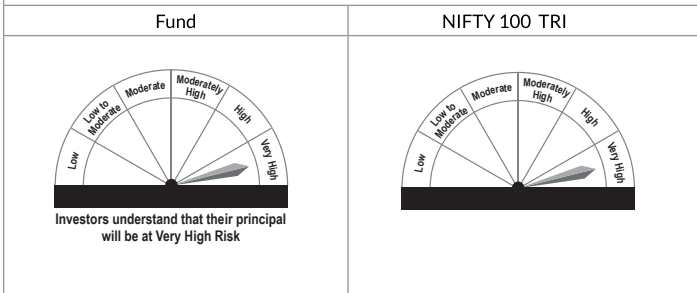 Fund
NIFTY 100 TRI
Low
Low to
Moderate
Moderate
Moderately
High
High
Very High
Investors understand that their principal
will be at Very High Risk
Low
Low to
Moderate
Moderate
Moderately
High
High
Very High